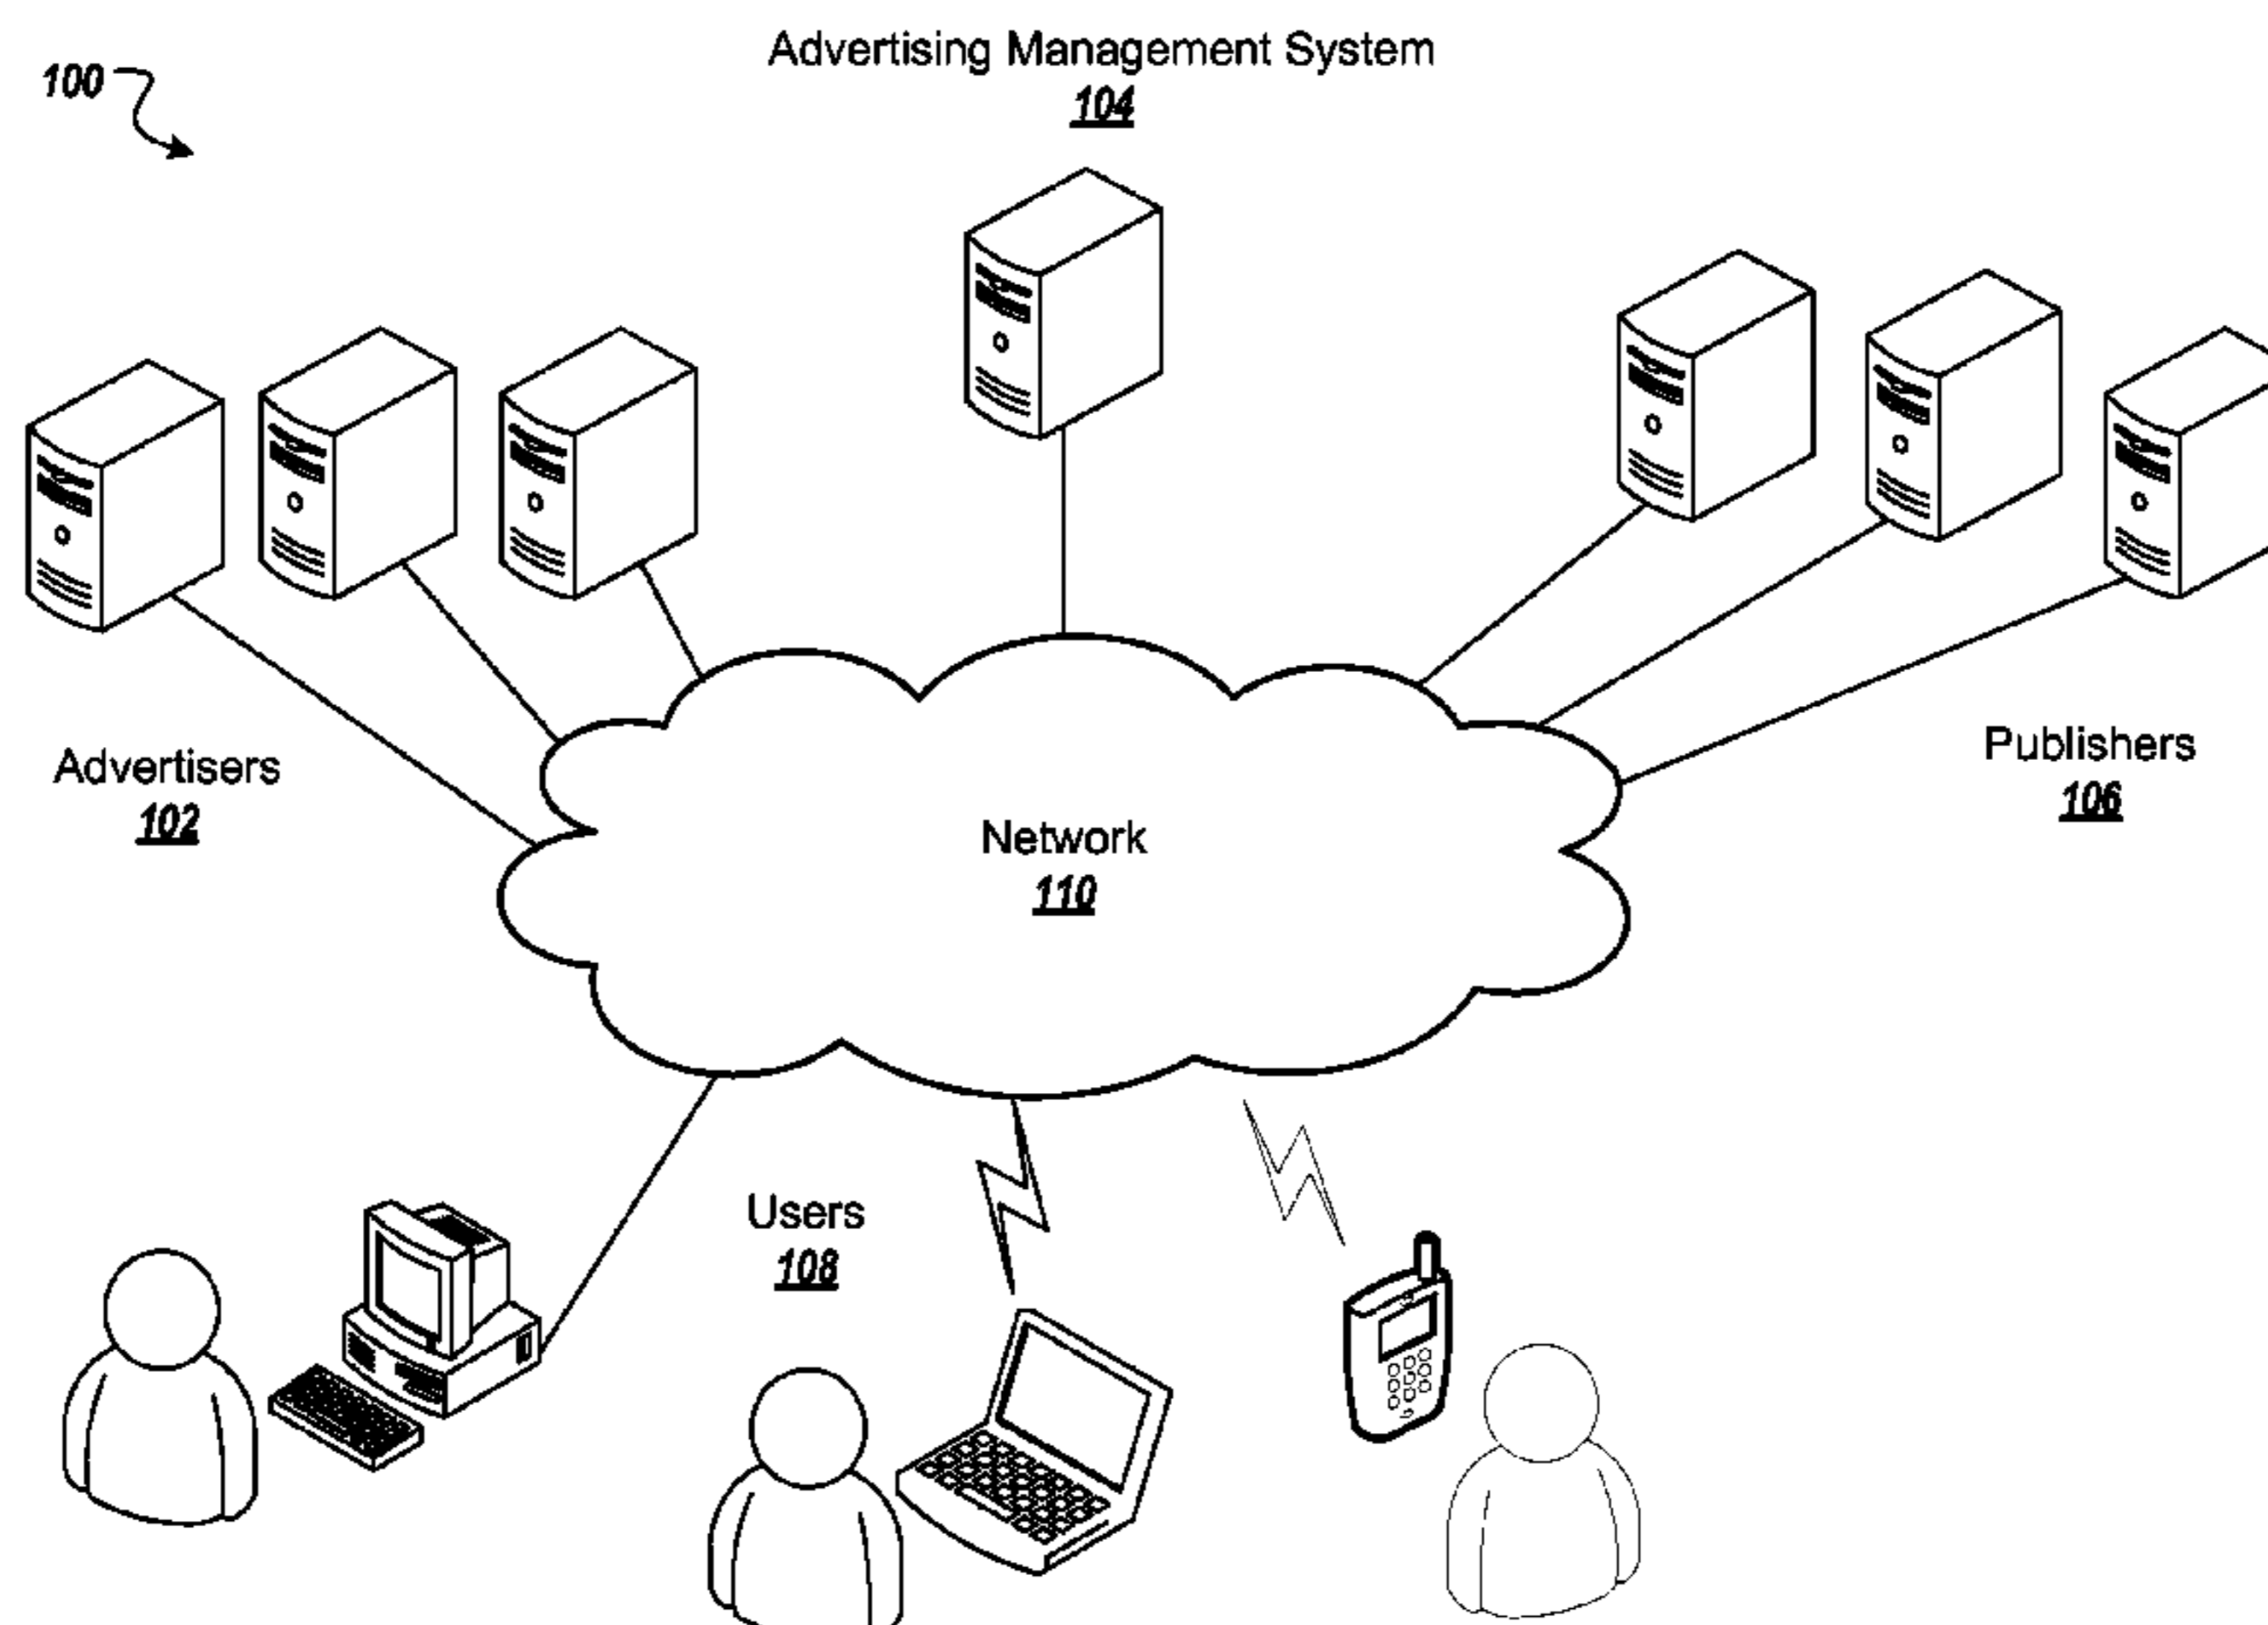 Advertising Management System
104
100
Advertisers
102
Publishers
106
Network
110
Users
108